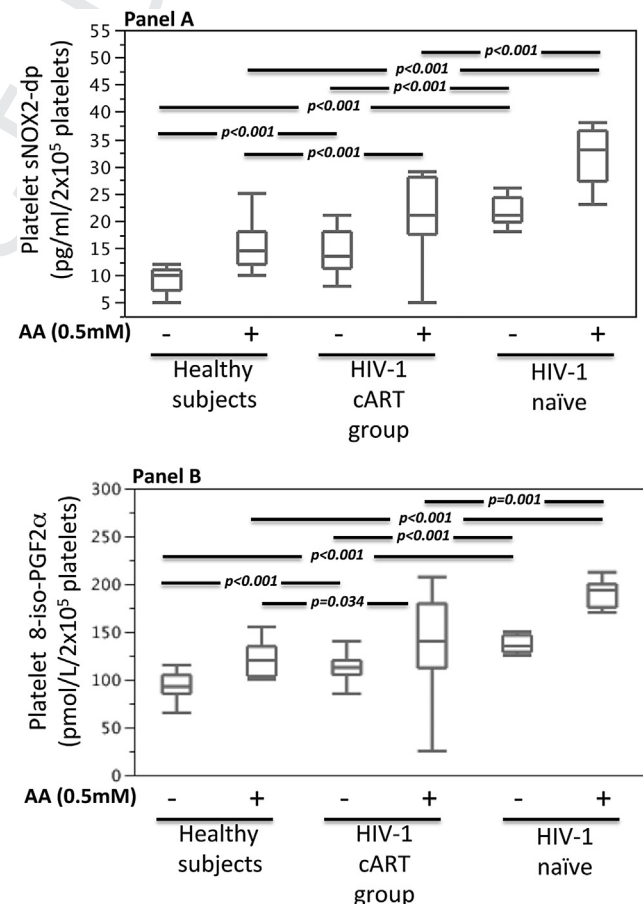 Panel A
Platelet sNOX2-dp
(pg/ml/2x10⁵ platelets)
55
50
45
40
35
30
25
20
15
10
5
p<0.001
p<0.001
p<0.001
p<0.001
p<0.001
p<0.001
AA (0.5mM) - + - + - +
Healthy
subjects
HIV-1
cART
group
HIV-1
naïve
Panel B
Platelet 8-iso-PGF2α
(pmol/L/2x10⁵ platelets)
300
250
200
150
100
50
0
p=0.001
p<0.001
p<0.001
p<0.001
p<0.001
p=0.034
AA (0.5mM) - + - + - +
Healthy
subjects
HIV-1
cART
group
HIV-1
naïve